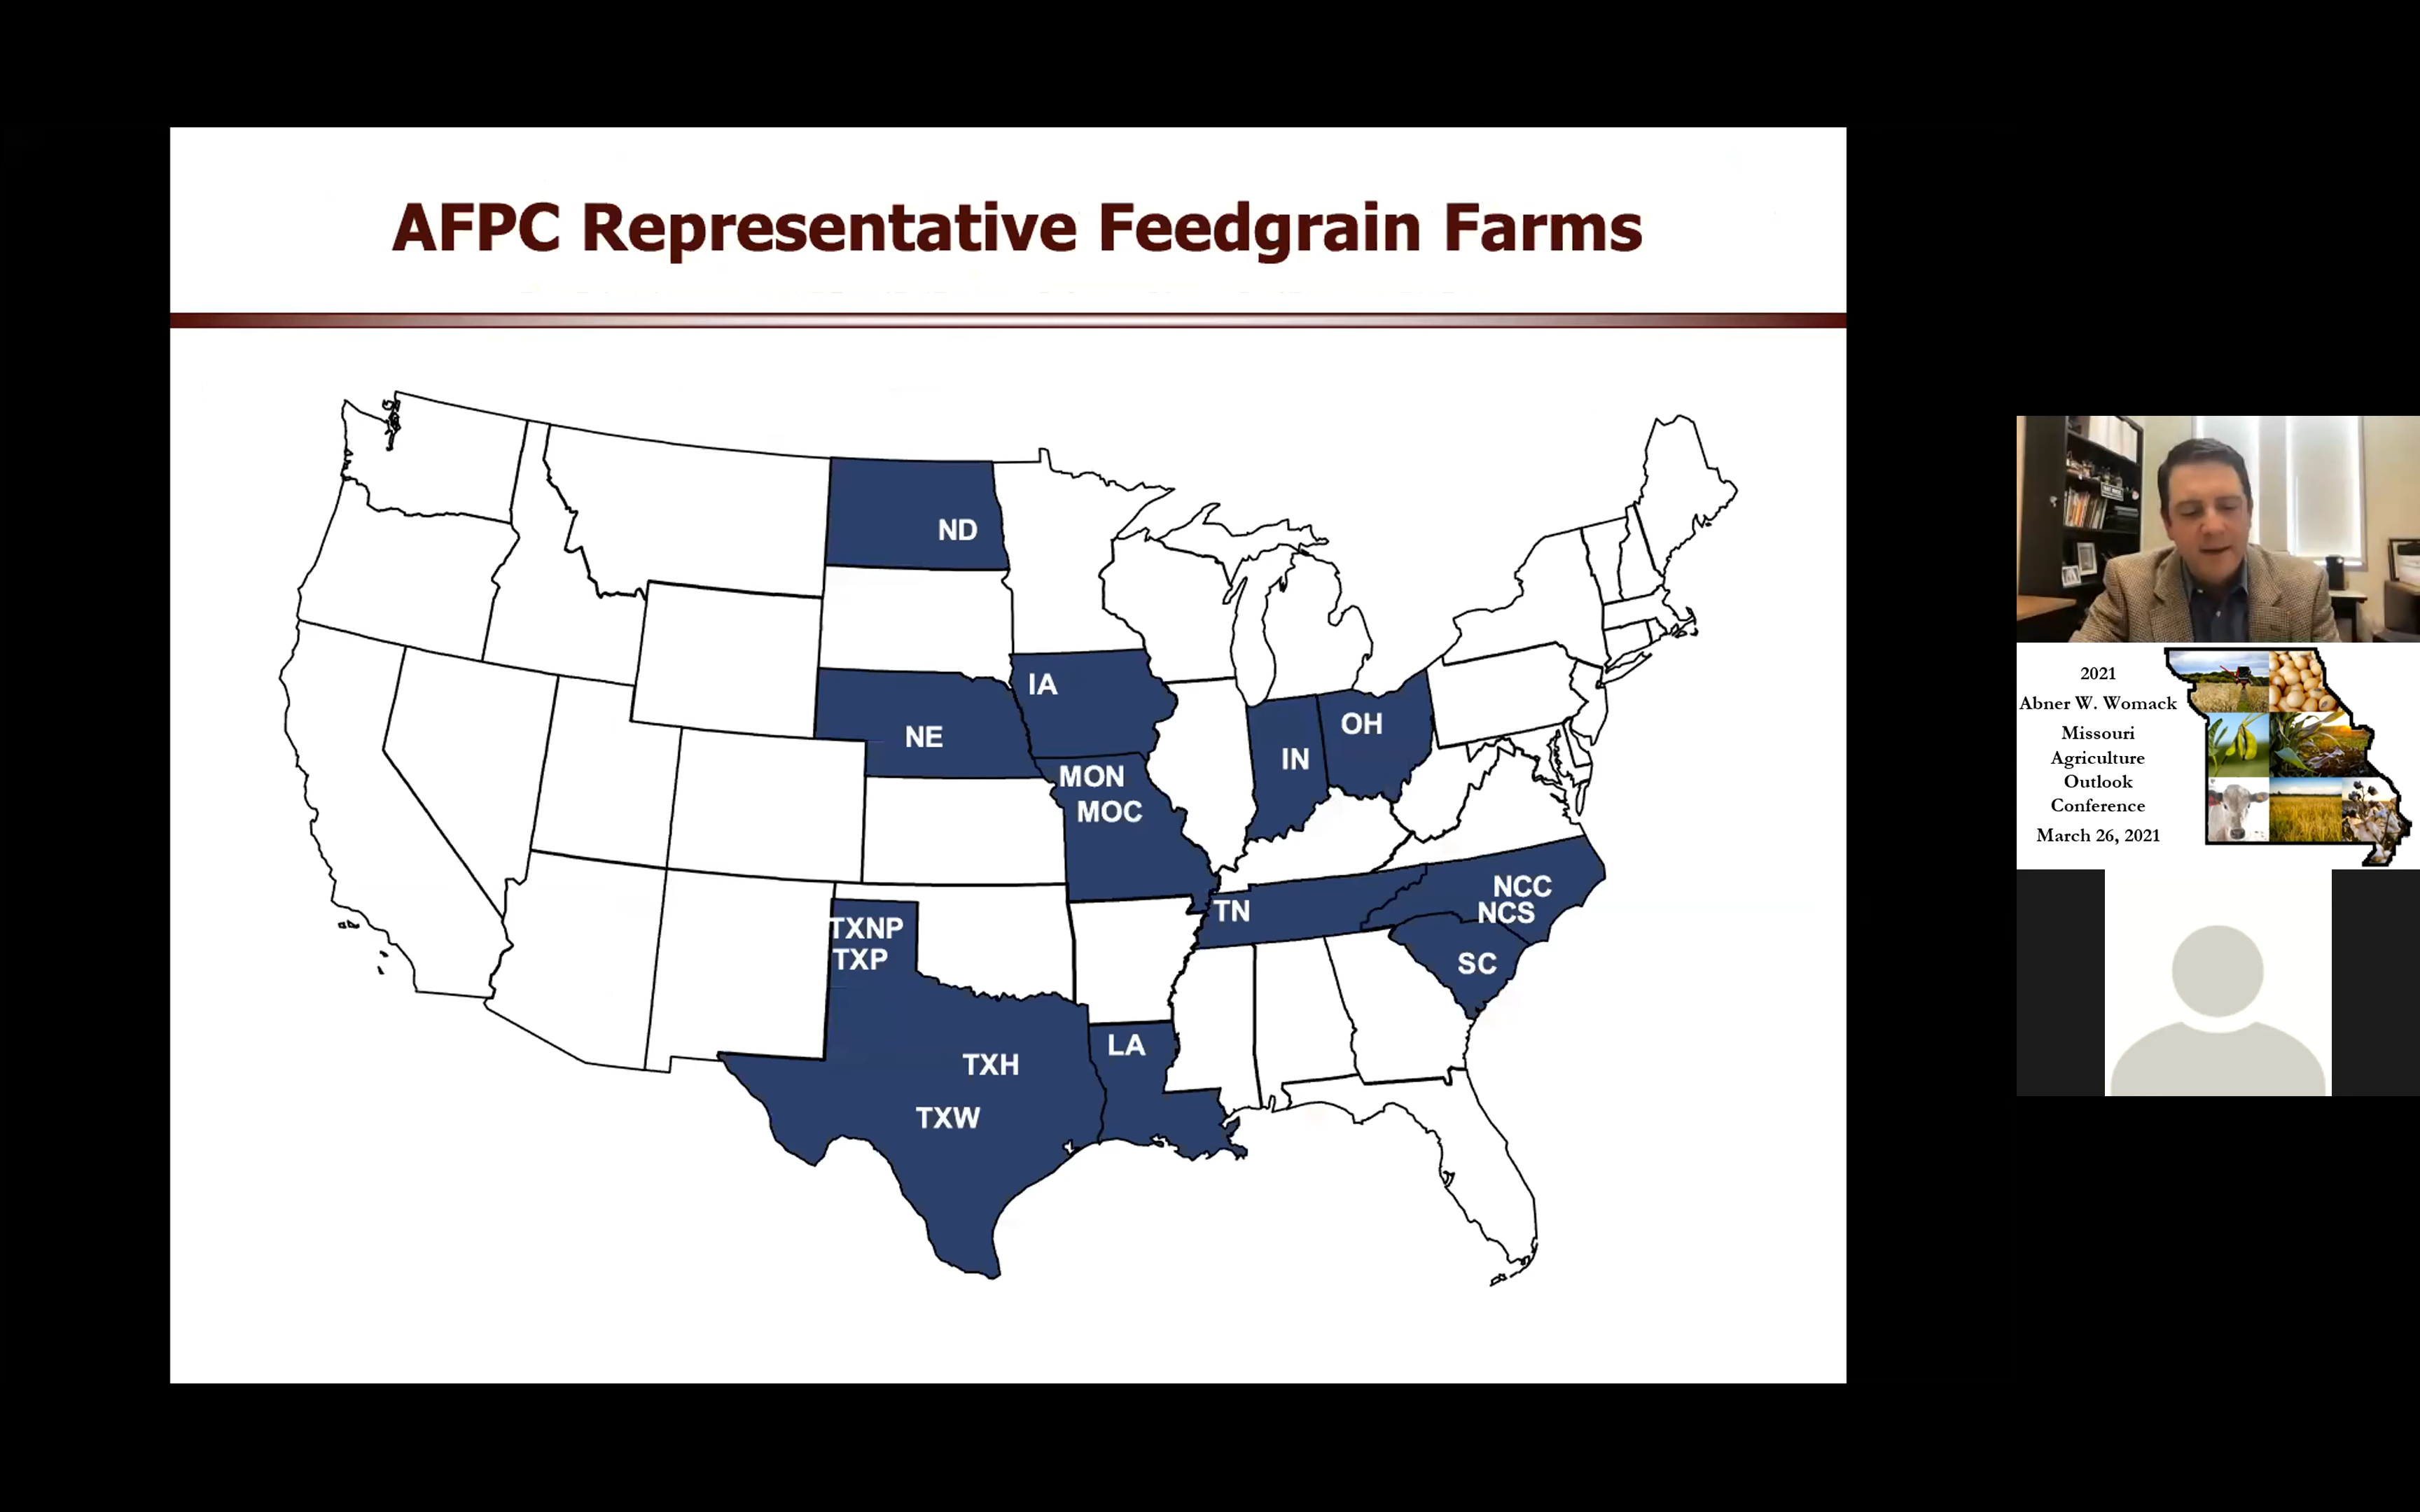 AFPC Representative Feedgrain Farms
ND
IA
NE
OH
IN
MON
MOC
NCC
NCS
TN
SC
TXNP
TXP
LA
TXH
TXW
2021
Abner W. Womack
Missouri
Agriculture
Outlook
Conference
March 26, 2021